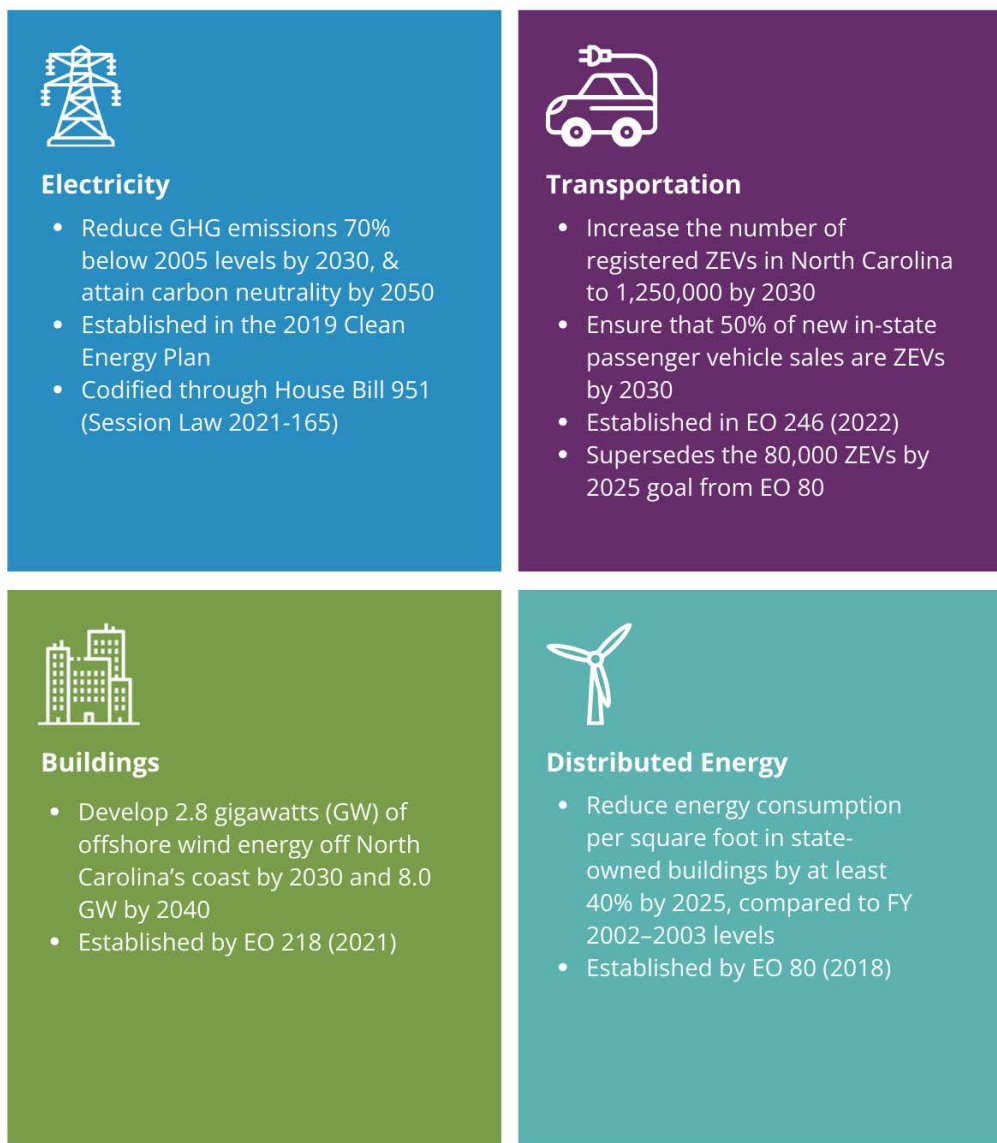 Electricity
• Reduce GHG emissions 70%
below 2005 levels by 2030, &
attain carbon neutrality by 2050
• Established in the 2019 Clean
Energy Plan
• Codified through House Bill 951
(Session Law 2021-165)
Transportation
• Increase the number of
registered ZEVs in North Carolina
to 1,250,000 by 2030
• Ensure that 50% of new in-state
passenger vehicle sales are ZEVs
by 2030
• Established in EO 246 (2022)
• Supersedes the 80,000 ZEVs by
2025 goal from EO 80
Buildings
• Develop 2.8 gigawatts (GW) of
offshore wind energy off North
Carolina’s coast by 2030 and 8.0
GW by 2040
• Established by EO 218 (2021)
Distributed Energy
• Reduce energy consumption
per square foot in state-
owned buildings by at least
40% by 2025, compared to FY
2002–2003 levels
• Established by EO 80 (2018)